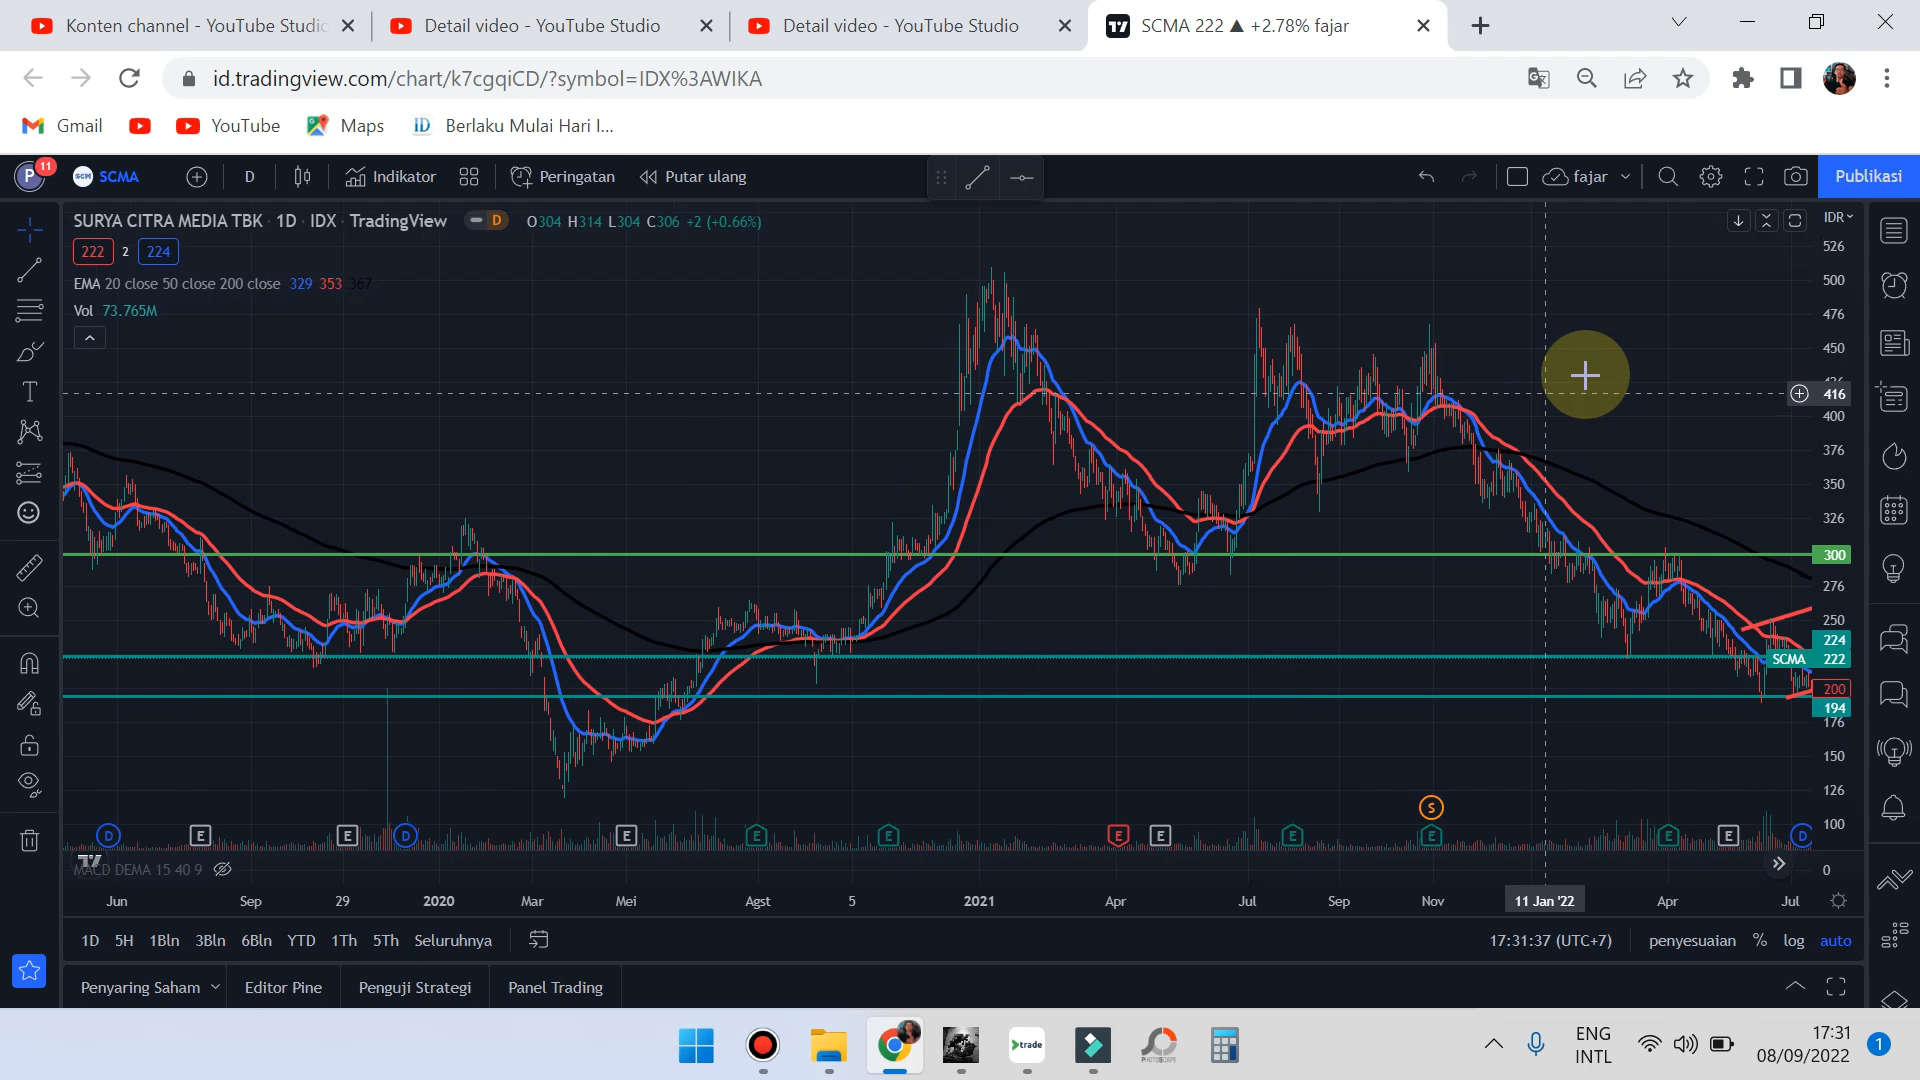 Konten channel - YouTube Studio
Detail video - YouTube Studio
Detail video - YouTube Studio
SCMA 222 ▲ +2.78% fajar
id.tradingview.com/chart/k7cgqiCD/?symbol=IDX%3AWIKA
Gmail
YouTube
Maps
ID
Berlaku Mulai Hari I...
P
11
SCM
SCMA
D
Indikator
Peringatan
Putar ulang
fajar
Publikasi
SURYA CITRA MEDIA TBK · 1D · IDX · TradingView
D
O304 H314 L304 C306 +2 (+0.66%)
IDR
222 2 224
EMA 20 close 50 close 200 close 329 353 367
Vol 73.765M
526
500
476
450
416
400
376
350
326
300
276
250
224
SCMA 222
200
194
176
150
126
100
0
D E E D E E E E E E S E E E D
MACD DEMA 15 40 9
Jun Sep 29 2020 Mar Mei Agst 5 2021 Apr Jul Sep Nov 11 Jan '22 Apr Jul
1D 5H 1Bln 3Bln 6Bln YTD 1Th 5Th Seluruhnya
17:31:37 (UTC+7)
penyesuaian % log auto
Penyaring Saham
Editor Pine
Penguji Strategi
Panel Trading
trade
PHOTOSCAPE
ENG
INTL
17:31
08/09/2022
1